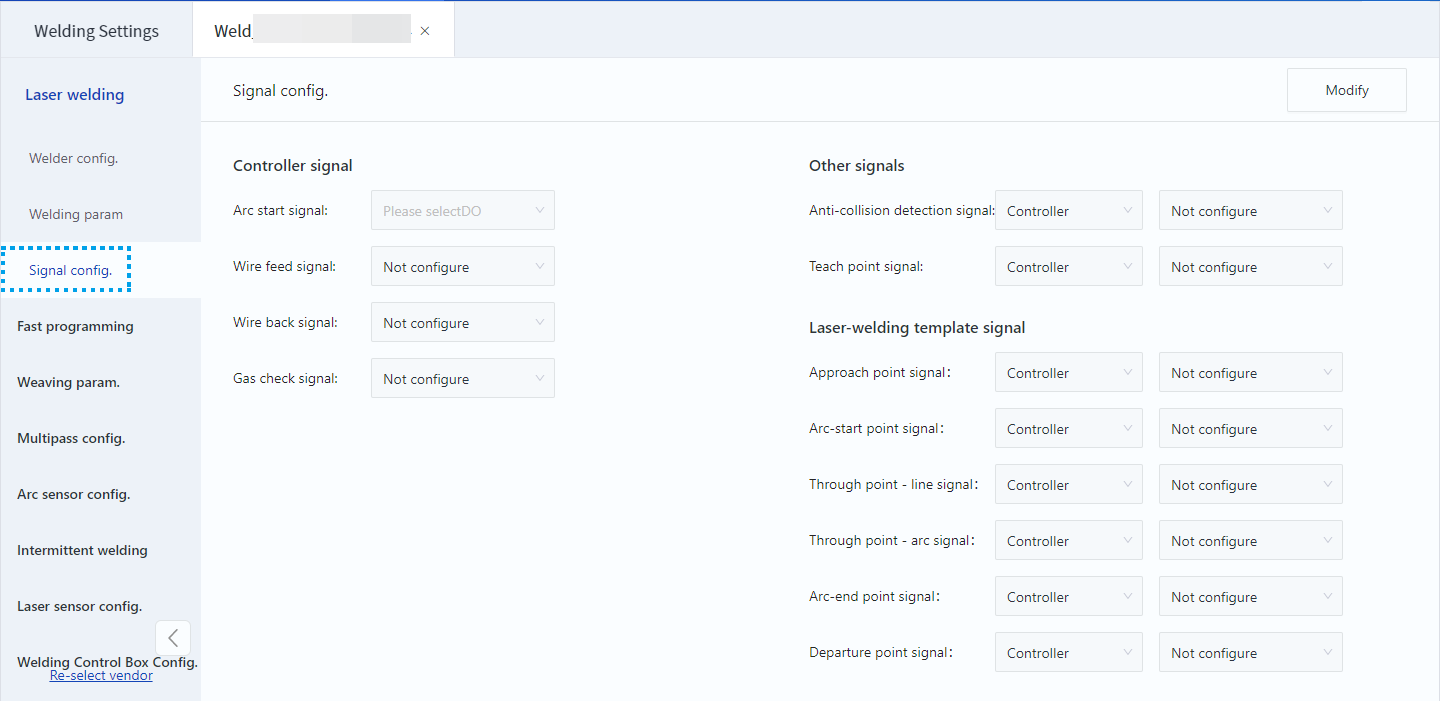 Welding Settings
Weld_
Laser welding
Welder config.
Welding param
Signal config.
Fast programming
Weaving param.
Multipass config.
Arc sensor config.
Intermittent welding
Laser sensor config.
Welding Control Box Config.
Re-select vendor
Signal config.
Modify
Controller signal
Arc start signal: Please selectDO
Wire feed signal: Not configure
Wire back signal: Not configure
Gas check signal: Not configure
Other signals
Anti-collision detection signal: Controller Not configure
Teach point signal: Controller Not configure
Laser-welding template signal
Approach point signal: Controller Not configure
Arc-start point signal: Controller Not configure
Through point - line signal: Controller Not configure
Through point - arc signal: Controller Not configure
Arc-end point signal: Controller Not configure
Departure point signal: Controller Not configure